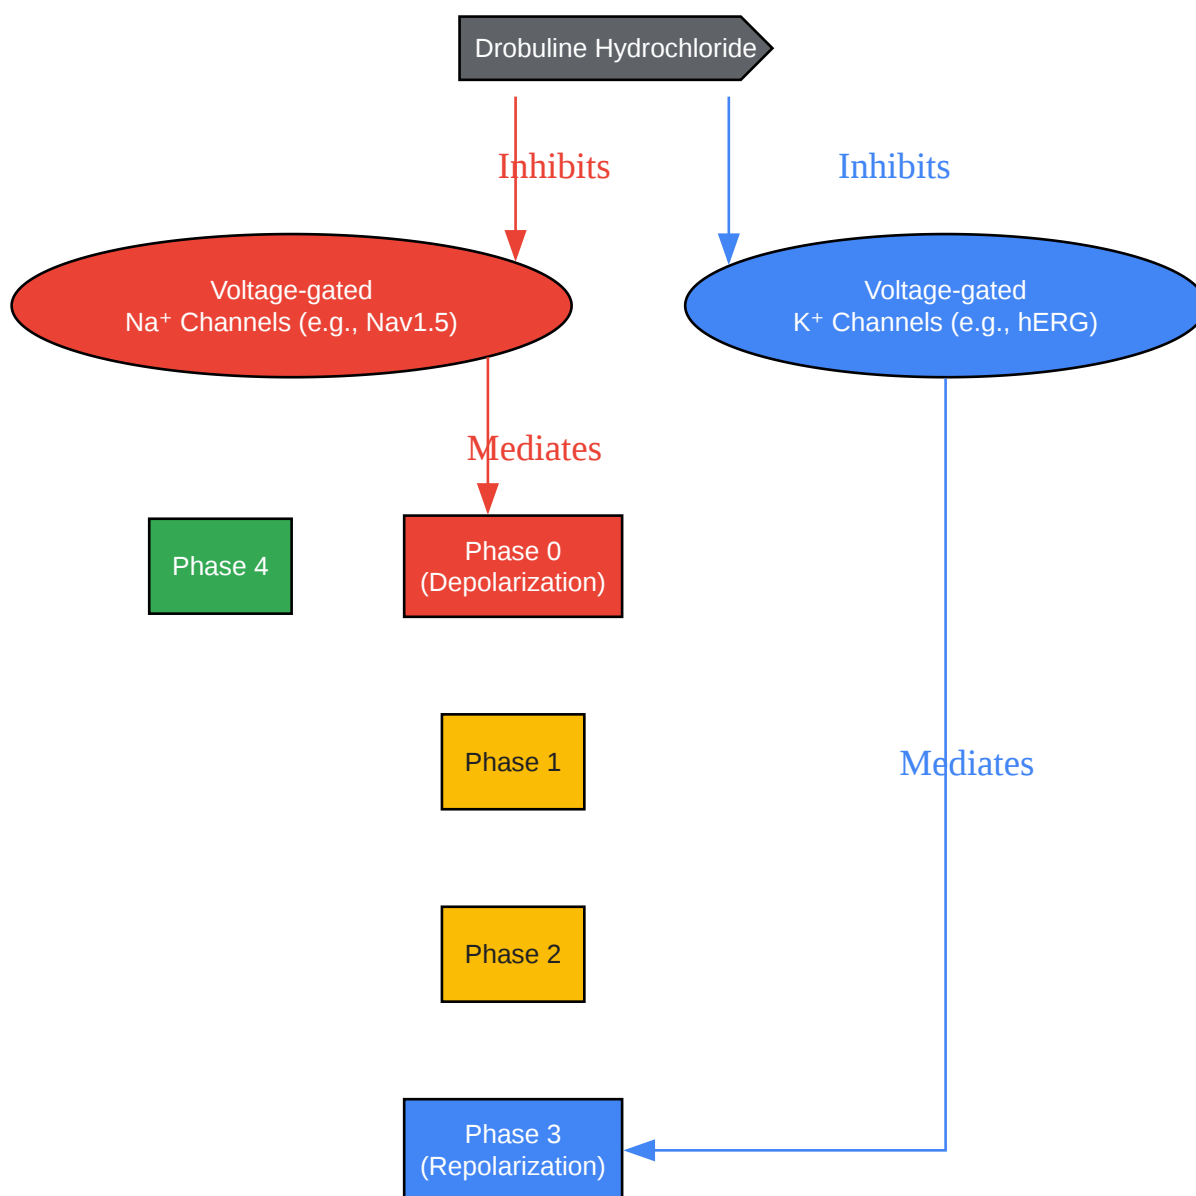 Drobuline Hydrochloride
Inhibits
Inhibits
Voltage-gated
Na⁺ Channels (e.g., Nav1.5)
Voltage-gated
K⁺ Channels (e.g., hERG)
Mediates
Phase 4
Phase 0
(Depolarization)
Phase 1
Mediates
Phase 2
Phase 3
(Repolarization)